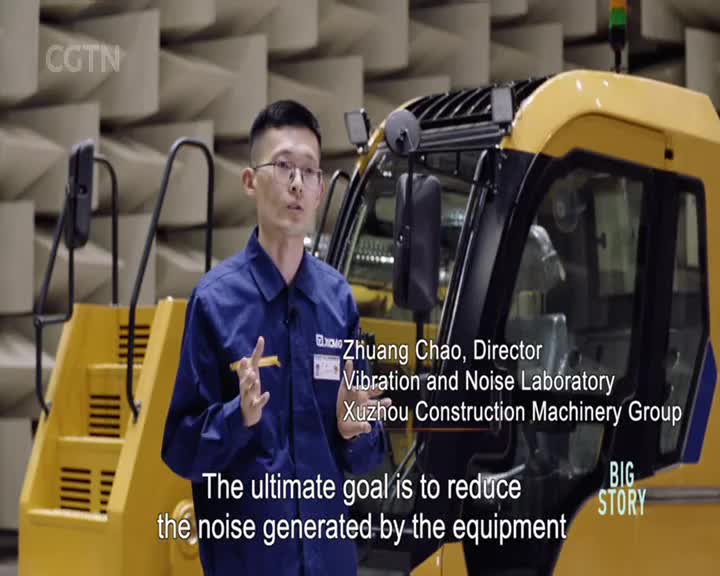 CGTN
XCMG
Zhuang Chao, Director
Vibration and Noise Laboratory
Xuzhou Construction Machinery Group
BIG
STORY
The ultimate goal is to reduce
the noise generated by the equipment